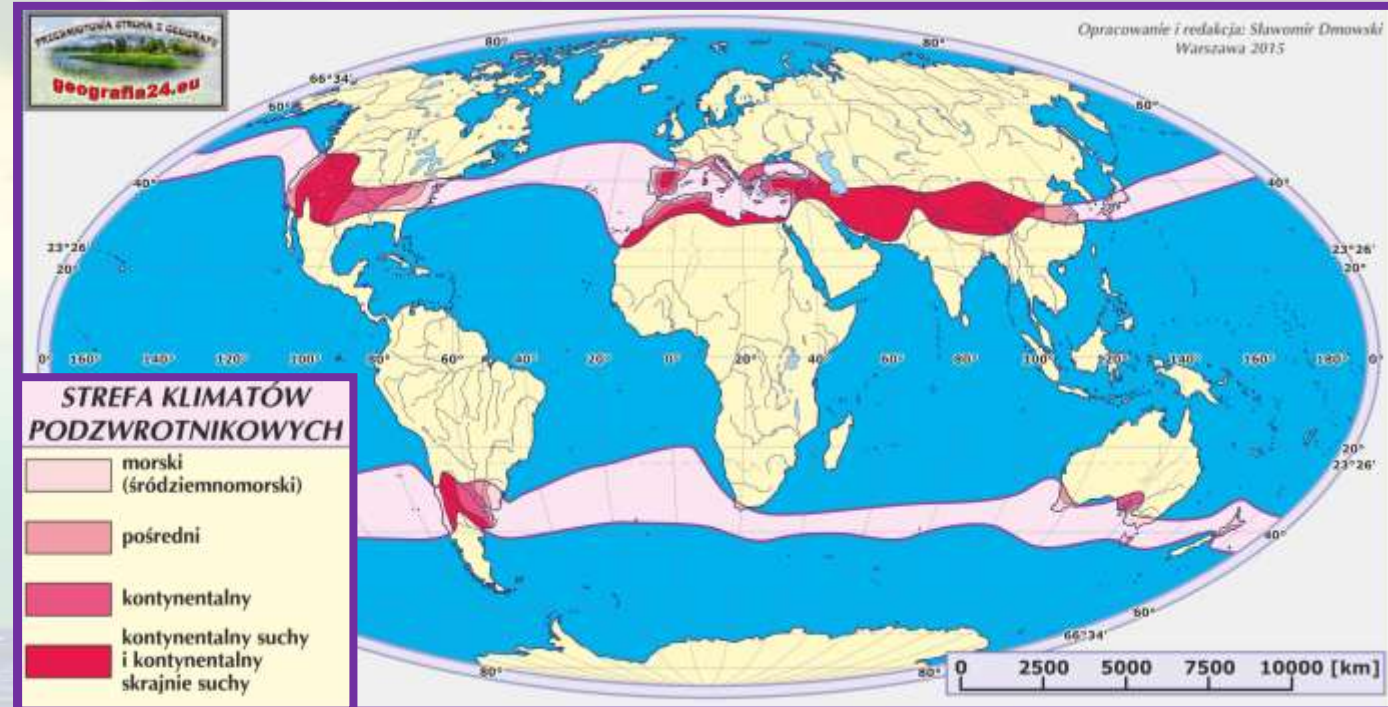 PRZEDMIOTOWA STRONA Z GEOGRAFII
geografia24.eu
Opracowanie i redakcja: Sławomir Dmowski
Warszawa 2015
80° 80°
66°34'
60° 60°
40° 40°
23°26' 23°26'
20° 20°
0° 160° 140° 120° 100° 80° 60° 40° 20° 0° 20° 40° 60° 80° 100° 120° 140° 160° 180° 0°
20°
23°26'
40°
60°
66°34'
80° 80°
STREFA KLIMATÓW
PODZWROTNIKOWYCH
morski
(śródziemnomorski)
pośredni
kontynentalny
kontynentalny suchy
i kontynentalny
skrajnie suchy
0 2500 5000 7500 10000 [km]